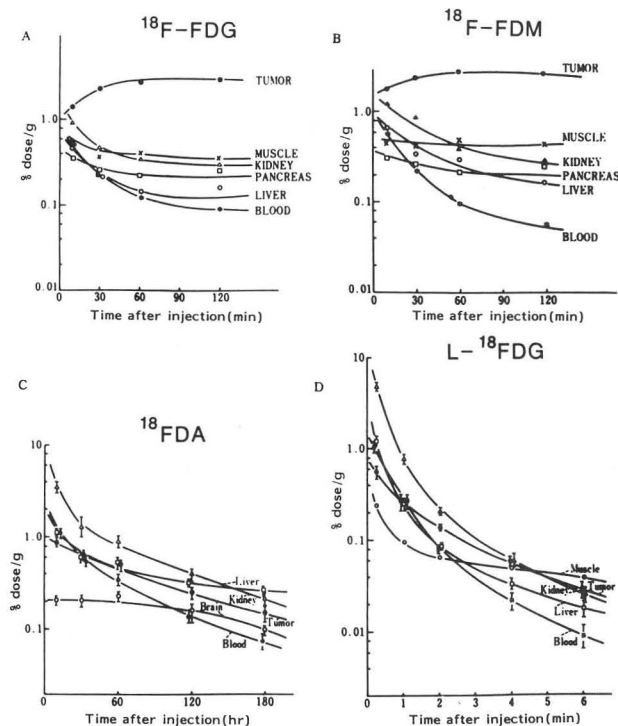 A
¹⁸F-FDG
% dose/g
1.0
0.1
0.01
TUMOR
MUSCLE
KIDNEY
PANCREAS
LIVER
BLOOD
0 30 60 90 120
Time after injection(min)
B
¹⁸F-FDM
% dose/g
1.0
0.1
0.01
TUMOR
MUSCLE
KIDNEY
PANCREAS
LIVER
BLOOD
0 30 60 90 120
Time after injection(min)
C
¹⁸FDA
% dose/g
10
1.0
0.1
Liver
Kidney
Brain
Tumor
Blood
0 60 120 180
Time after injection(hr)
L-¹⁸FDG
D
% dose/g
10
1.0
0.1
0.01
Muscle
Kidney
Tumor
Liver
Blood
0 1 2 4 5 6
Time after injection(min)